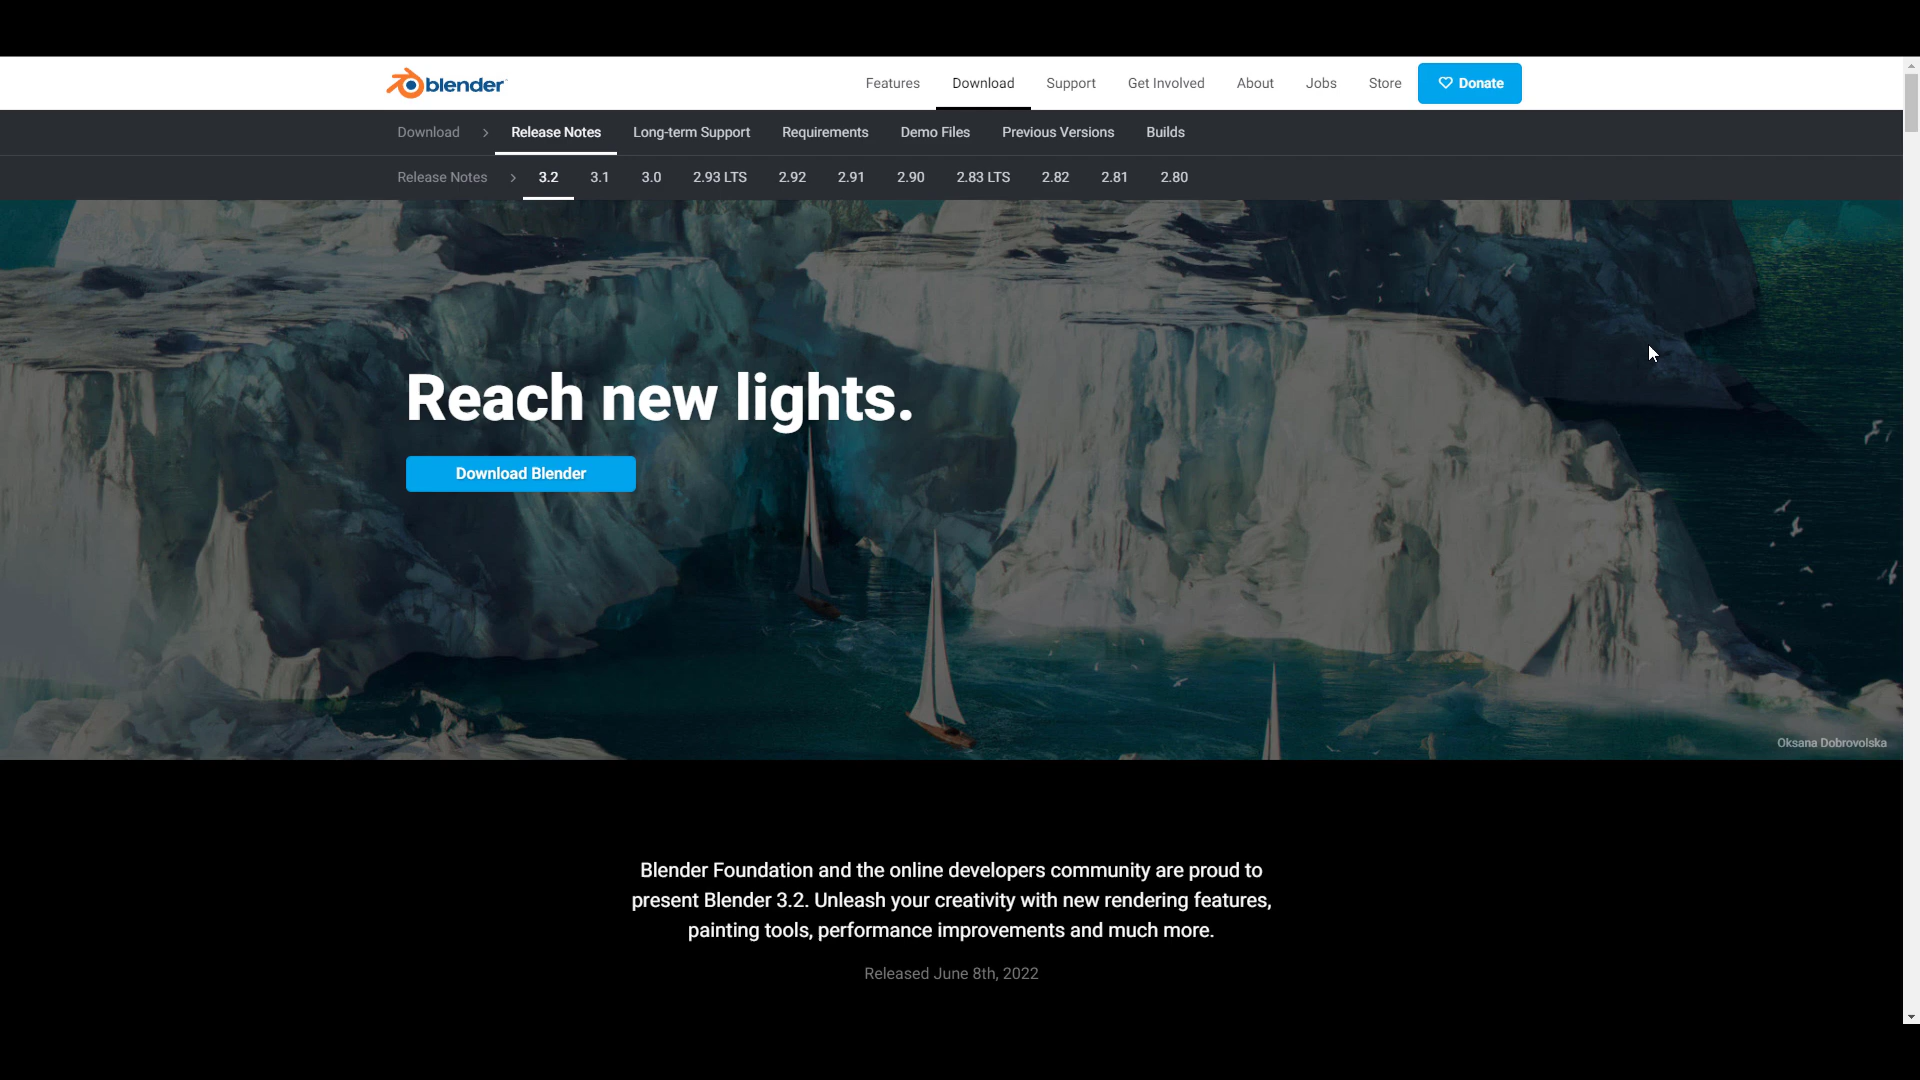 blender
Features Download Support Get Involved About Jobs Store Donate
Download Release Notes Long-term Support Requirements Demo Files Previous Versions Builds
Release Notes 3.2 3.1 3.0 2.93 LTS 2.92 2.91 2.90 2.83 LTS 2.82 2.81 2.80
Reach new lights.
Download Blender
Oksana Dobrovolska
Blender Foundation and the online developers community are proud to
present Blender 3.2. Unleash your creativity with new rendering features,
painting tools, performance improvements and much more.
Released June 8th, 2022